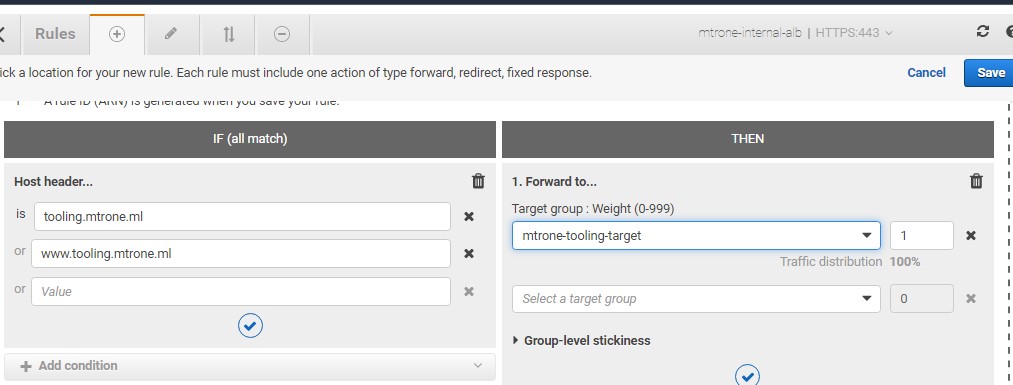 Rules
mtrone-internal-alb | HTTPS:443
ick a location for your new rule. Each rule must include one action of type forward, redirect, fixed response.
Cancel
Save
A rule ID (ARN) is generated when you save your rule.
IF (all match)
THEN
Host header...
is tooling.mtrone.ml
or www.tooling.mtrone.ml
or Value
Add condition
1. Forward to...
Target group : Weight (0-999)
mtrone-tooling-target 1
Traffic distribution 100%
Select a target group 0
Group-level stickiness